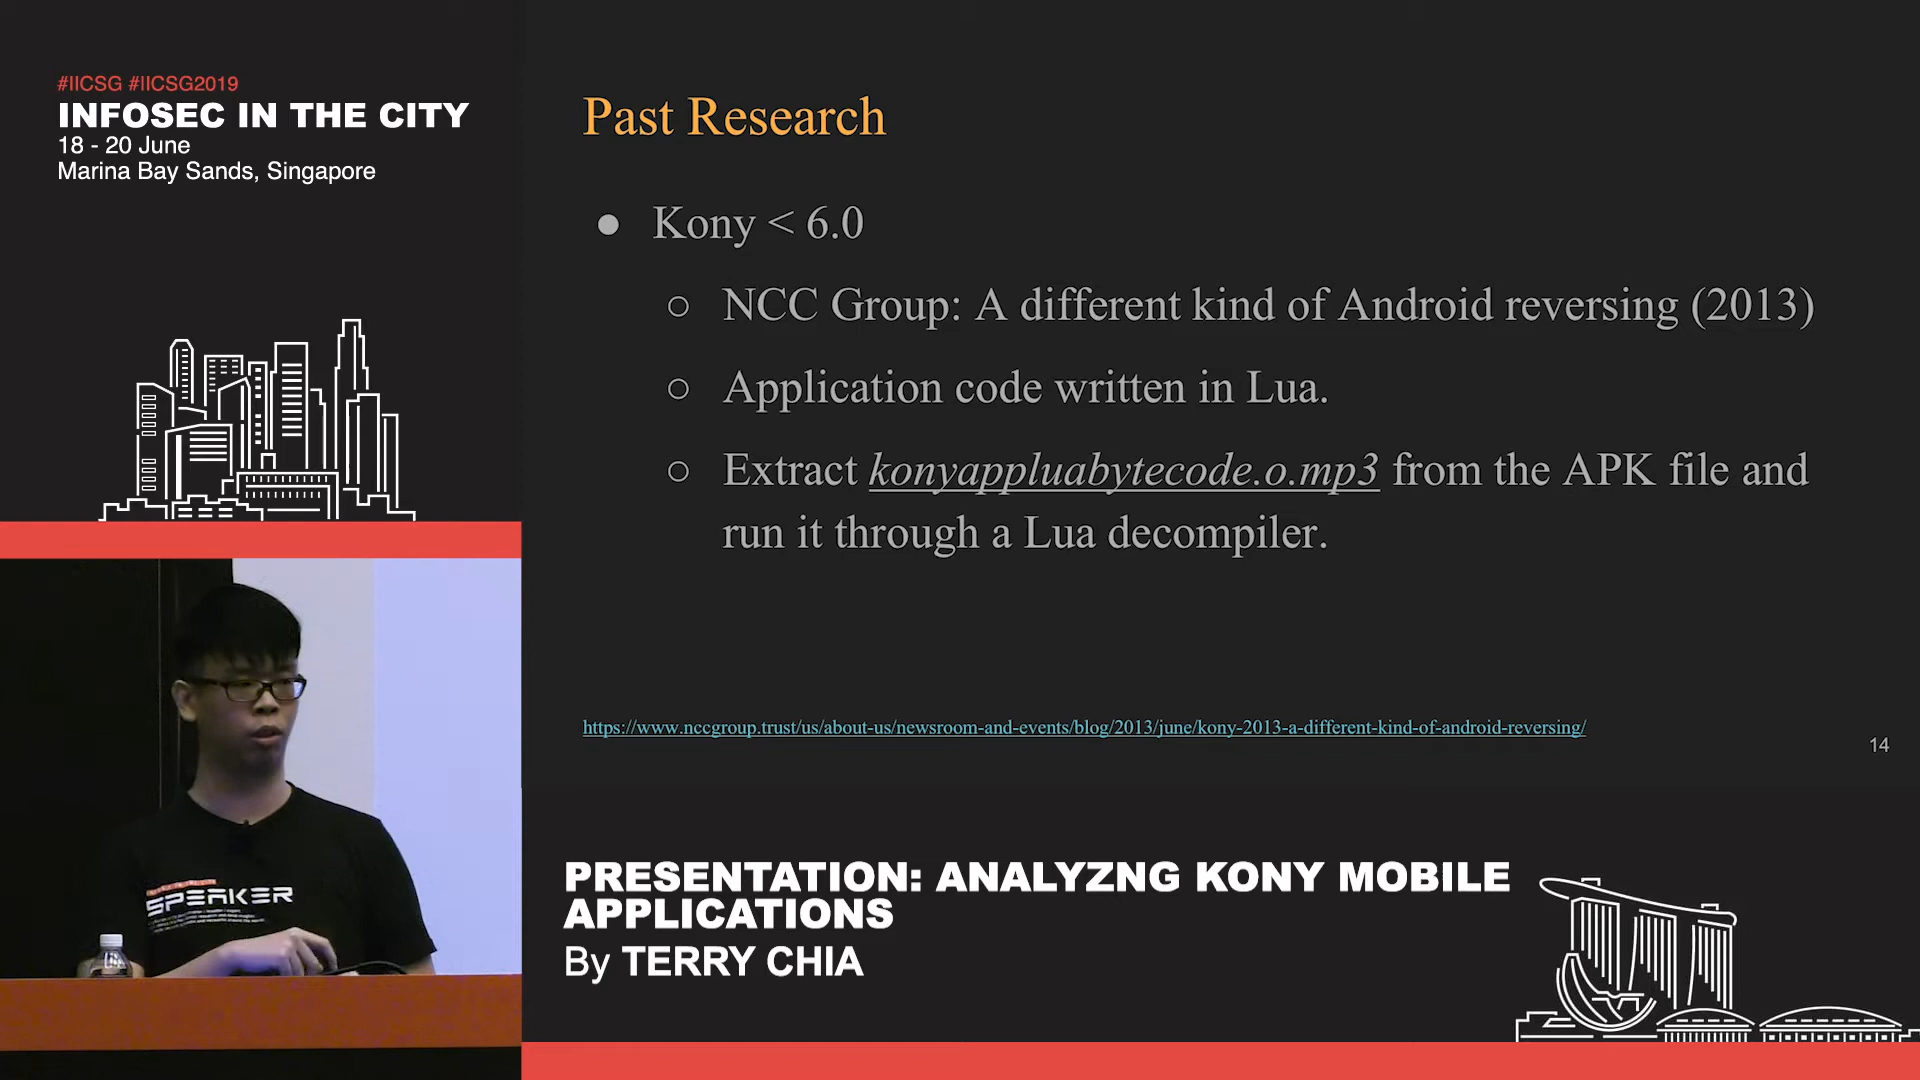 #IICSG #IICSG2019
INFOSEC IN THE CITY
18 - 20 June
Marina Bay Sands, Singapore
Past Research
● Kony < 6.0
○ NCC Group: A different kind of Android reversing (2013)
○ Application code written in Lua.
○ Extract konyappluabytecode.o.mp3 from the APK file and
run it through a Lua decompiler.
https://www.nccgroup.trust/us/about-us/newsroom-and-events/blog/2013/june/kony-2013-a-different-kind-of-android-reversing/
14
SPEAKER
PRESENTATION: ANALYZNG KONY MOBILE
APPLICATIONS
By TERRY CHIA